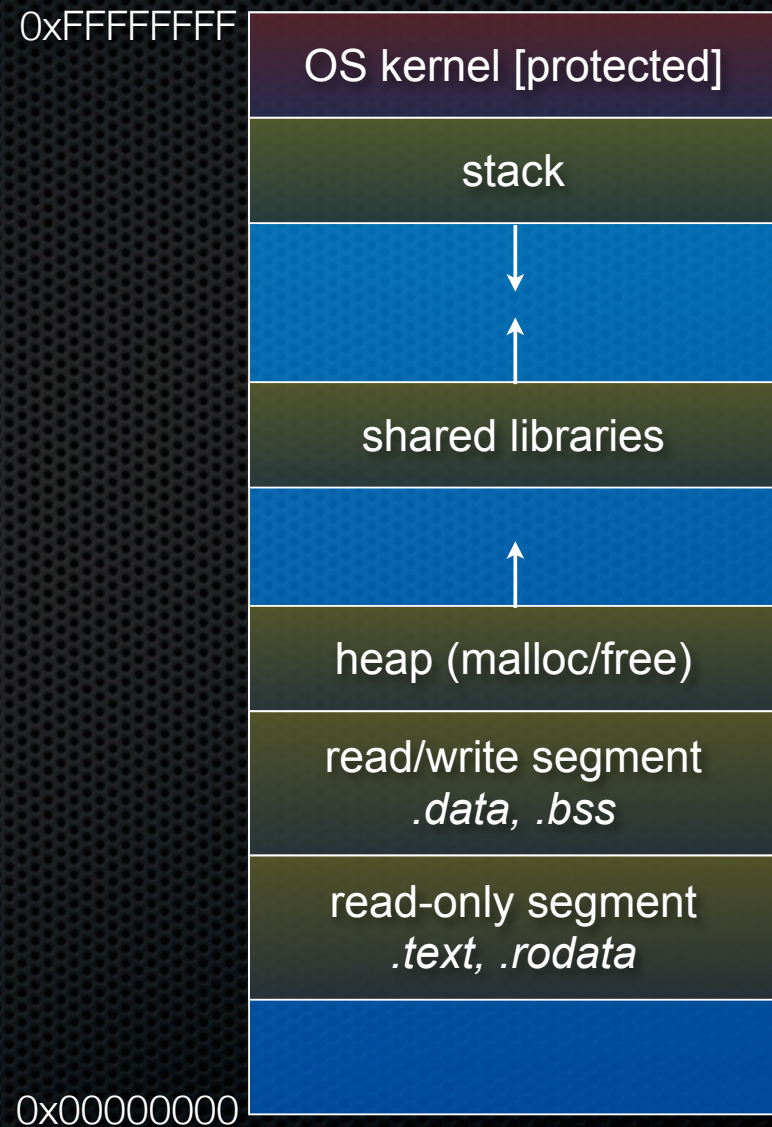 0xFFFFFFFF
OS kernel [protected]
stack
shared libraries
heap (malloc/free)
read/write segment
.data, .bss
read-only segment
.text, .rodata
0x00000000